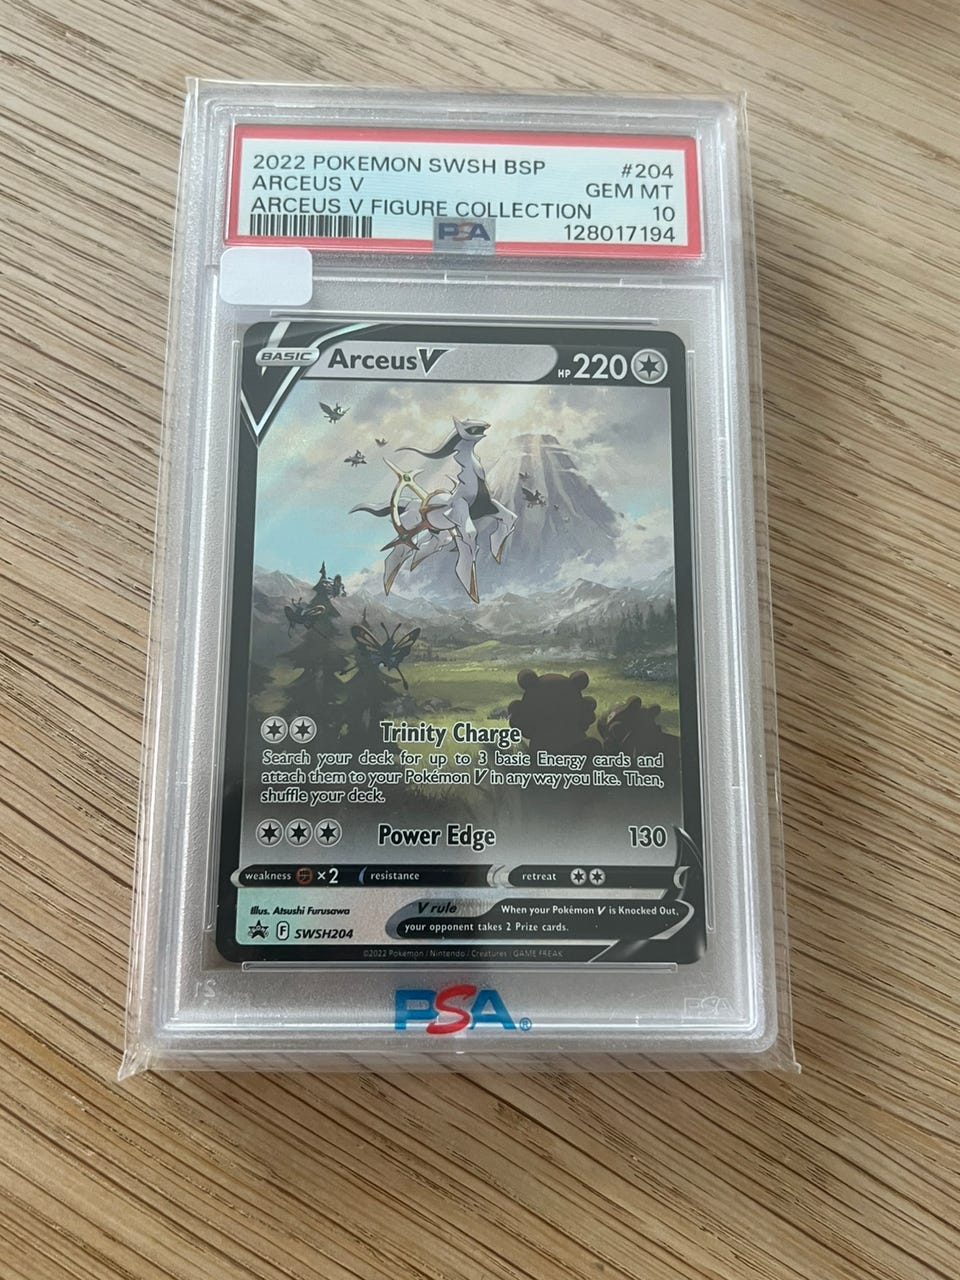 2022 POKEMON SWSH BSP #204
ARCEUS V GEM MT
ARCEUS V FIGURE COLLECTION 10
PSA 128017194
BASIC ArceusV HP 220
Trinity Charge
Search your deck for up to 3 basic Energy cards and
attach them to your Pokémon V in any way you like. Then,
shuffle your deck.
Power Edge 130
weakness ×2 resistance retreat
Illus. Atsushi Furusawa
V rule When your Pokémon V is Knocked Out,
your opponent takes 2 Prize cards.
PROMO F SWSH204
©2022 Pokémon / Nintendo / Creatures / GAME FREAK
PSA®
PSA